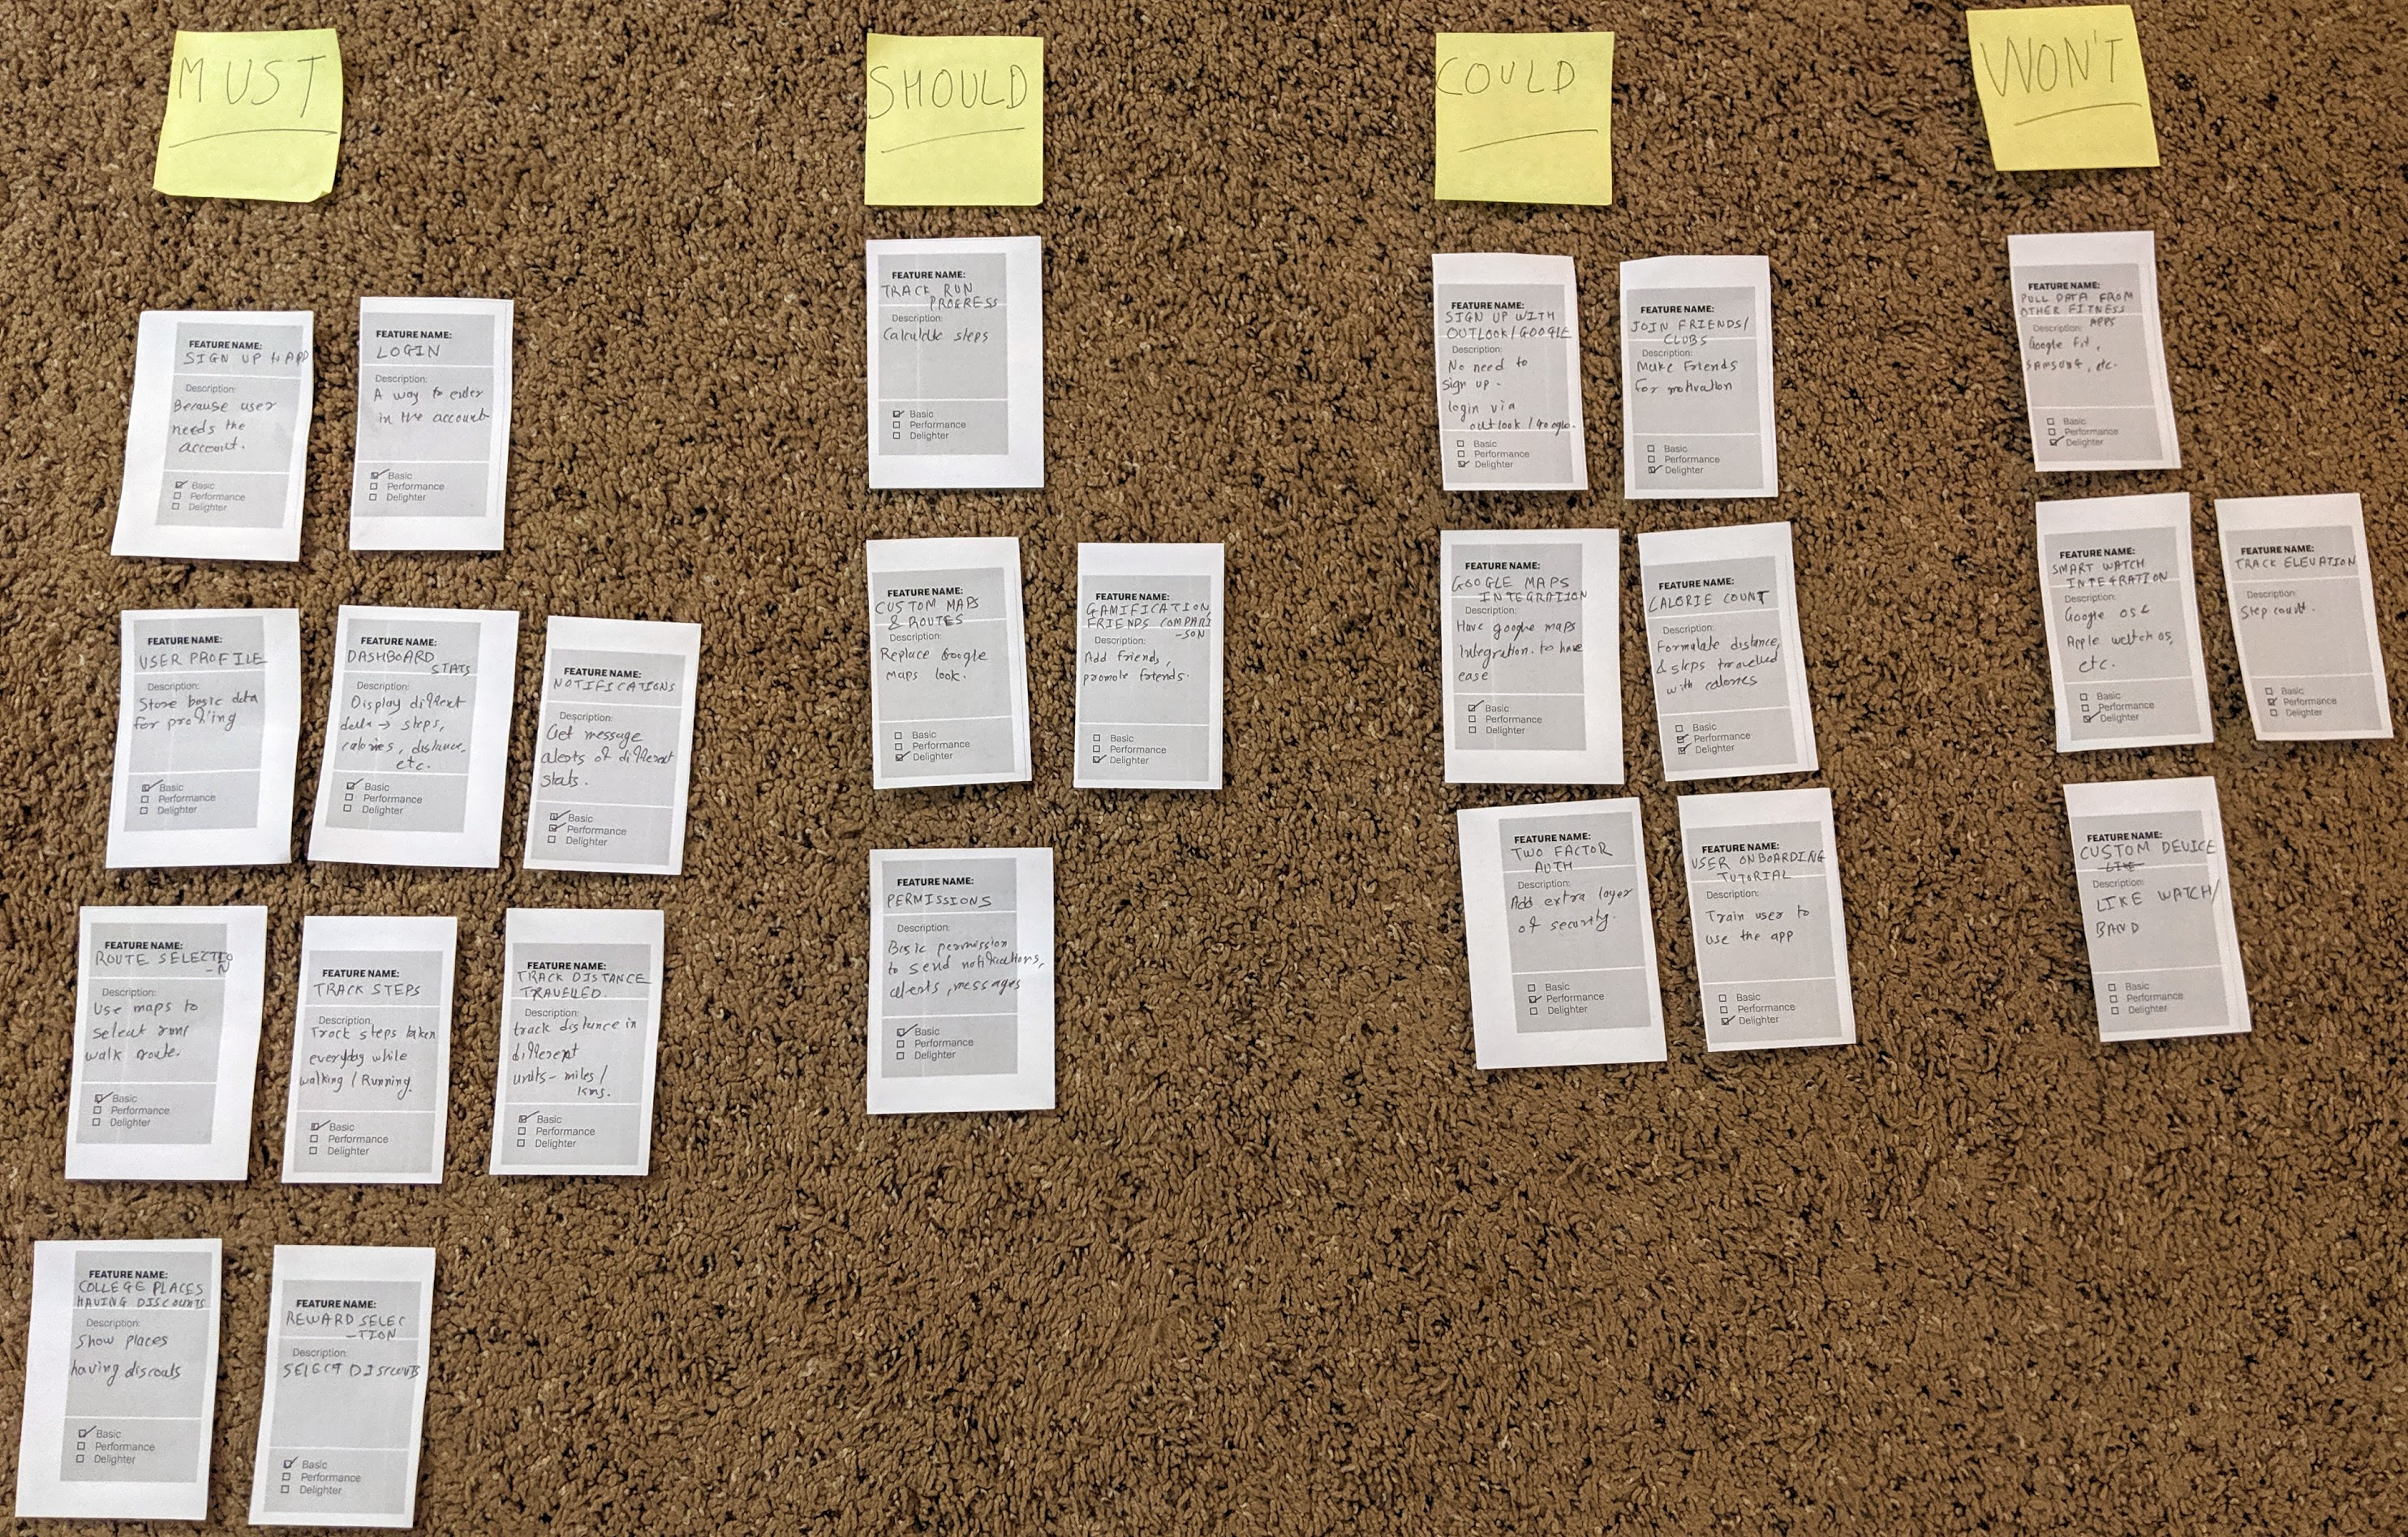 MUST
SIGN UP to APP
FEATURE NAME:
Description:
Because user
needs the
account.
Basic
Performance
Delighter
FEATURE NAME:
LOGIN
Description:
A way to enter
in the account
Basic
Performance
Delighter
FEATURE NAME:
USER PROFILE
Description:
Store basic data
for profiling
Basic
Performance
Delighter
FEATURE NAME:
DASHBOARD
STATS
Description:
Display different
data → steps,
calories, distance,
etc.
Basic
Performance
Delighter
FEATURE NAME:
NOTIFICATIONS
Description:
Get message
alerts of different
stats.
Basic
Performance
Delighter
FEATURE NAME:
ROUTE SELECTIO
-N
Description:
Use maps to
select run/
walk route.
Basic
Performance
Delighter
FEATURE NAME:
TRACK STEPS
Description:
Track steps taken
everyday while
walking / Running.
Basic
Performance
Delighter
FEATURE NAME:
TRACK DISTANCE
TRAVELLED.
Description:
track distance in
different
units - miles /
kms.
Basic
Performance
Delighter
FEATURE NAME:
COLLEGE PLACES
HAVING DISCOUNTS
Description:
Show places
having
Basic
Performance
Delighter
FEATURE NAME:
REWARD SELEC
-TION
Description:
SELECT DISCOUNTS
Basic
Performance
Delighter
SHOULD
FEATURE NAME:
TRACK RUN
PROGRESS
Description:
Calculate steps
Basic
Performance
Delighter
FEATURE NAME:
CUSTOM MAPS
& ROUTES
Description:
Replace Google
maps look.
Basic
Performance
Delighter
FEATURE NAME:
GAMIFICATION,
FRIENDS COMPARI
-SON
Description:
Add friends,
promote friends.
Basic
Performance
Delighter
FEATURE NAME:
PERMISSIONS
Description:
Basic permission
to send notifications,
alerts, messages
Basic
Performance
Delighter
COULD
FEATURE NAME:
SIGN UP WITH
OUTLOOK/GOOGLE
Description:
No need to
sign up.
login via
outlook / Google.
Basic
Performance
Delighter
FEATURE NAME:
JOIN FRIENDS/
CLUBS
Description:
Make Friends
for motivation
Basic
Performance
Delighter
FEATURE NAME:
GOOGLE MAPS
INTEGRATION
Description:
Have google maps
Integration. to have
ease
Basic
Performance
Delighter
FEATURE NAME:
CALORIE COUNT
Description:
Formulate distance,
& steps travelled
with calories
Basic
Performance
Delighter
FEATURE NAME:
TWO FACTOR
AUTH
Description:
Add extra layer
of security.
Basic
Performance
Delighter
FEATURE NAME:
USER ONBOARDING
TUTORIAL
Description:
Train user to
use the app
Basic
Performance
Delighter
WON'T
FEATURE NAME:
PULL DATA FROM
OTHER FITNESS
APPS
Description:
Google Fit,
SAMSUNG, etc.
Basic
Performance
Delighter
FEATURE NAME:
SMART WATCH
INTEGRATION
Description:
Google OS &
Apple watch os,
etc.
Basic
Performance
Delighter
FEATURE NAME:
TRACK ELEVATION
Description:
Step count.
Basic
Performance
Delighter
FEATURE NAME:
CUSTOM DEVICE
Description:
LIKE WATCH/
BAND
Basic
Performance
Delighter